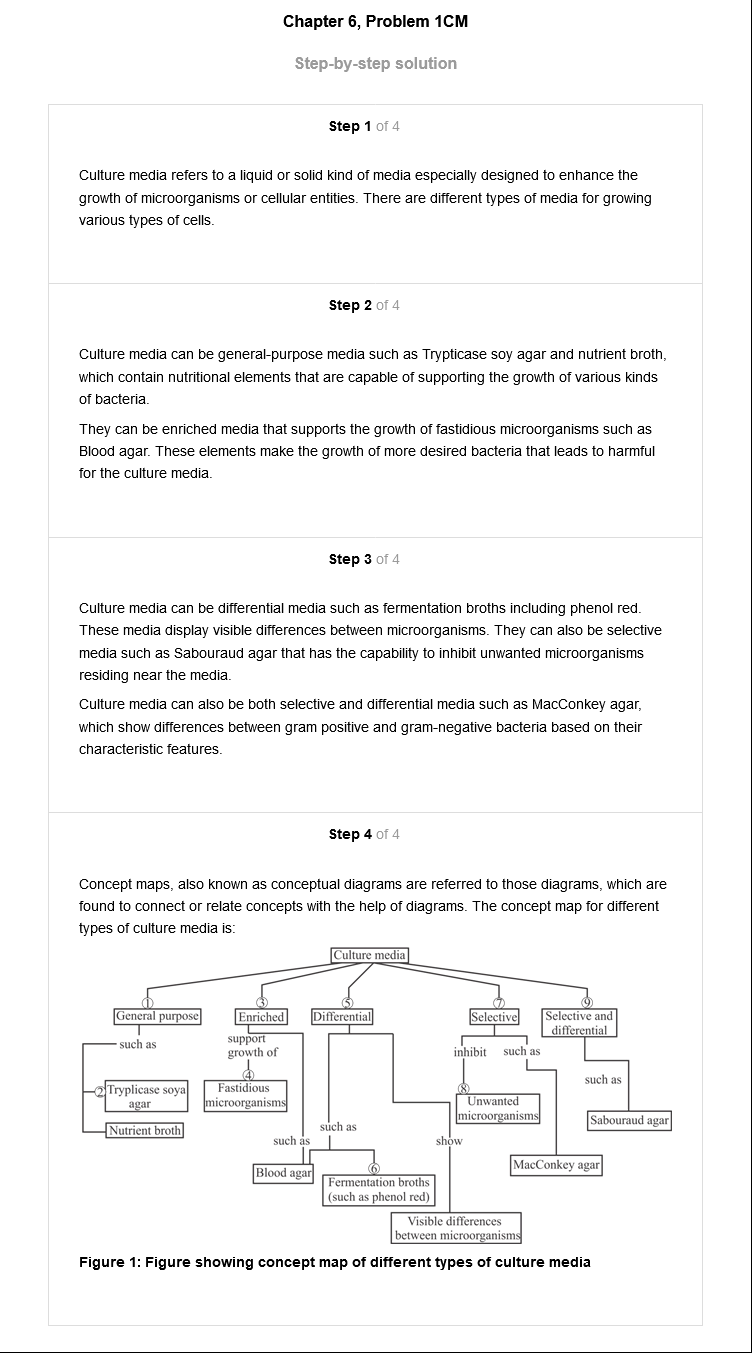 Chapter 6, Problem 1CM
Step-by-step solution
Step 1 of 4
Culture media refers to a liquid or solid kind of media especially designed to enhance the
growth of microorganisms or cellular entities. There are different types of media for growing
various types of cells.
Step 2 of 4
Culture media can be general-purpose media such as Trypticase soy agar and nutrient broth,
which contain nutritional elements that are capable of supporting the growth of various kinds
of bacteria.
They can be enriched media that supports the growth of fastidious microorganisms such as
Blood agar. These elements make the growth of more desired bacteria that leads to harmful
for the culture media.
Step 3 of 4
Culture media can be differential media such as fermentation broths including phenol red.
These media display visible differences between microorganisms. They can also be selective
media such as Sabouraud agar that has the capability to inhibit unwanted microorganisms
residing near the media.
Culture media can also be both selective and differential media such as MacConkey agar,
which show differences between gram positive and gram-negative bacteria based on their
characteristic features.
Step 4 of 4
Concept maps, also known as conceptual diagrams are referred to those diagrams, which are
found to connect or relate concepts with the help of diagrams. The concept map for different
types of culture media is:
Culture media
① ③ ⑤ ⑦ ⑨
General purpose Enriched Differential Selective Selective and
differential
such as support
growth of inhibit such as
④ ⑧ such as
② Tryplicase soya
agar
Fastidious
microorganisms
Unwanted
microorganisms
Nutrient broth such as such as show Sabouraud agar
Blood agar ⑥ MacConkey agar
Fermentation broths
(such as phenol red)
Visible differences
between microorganisms
Figure 1: Figure showing concept map of different types of culture media